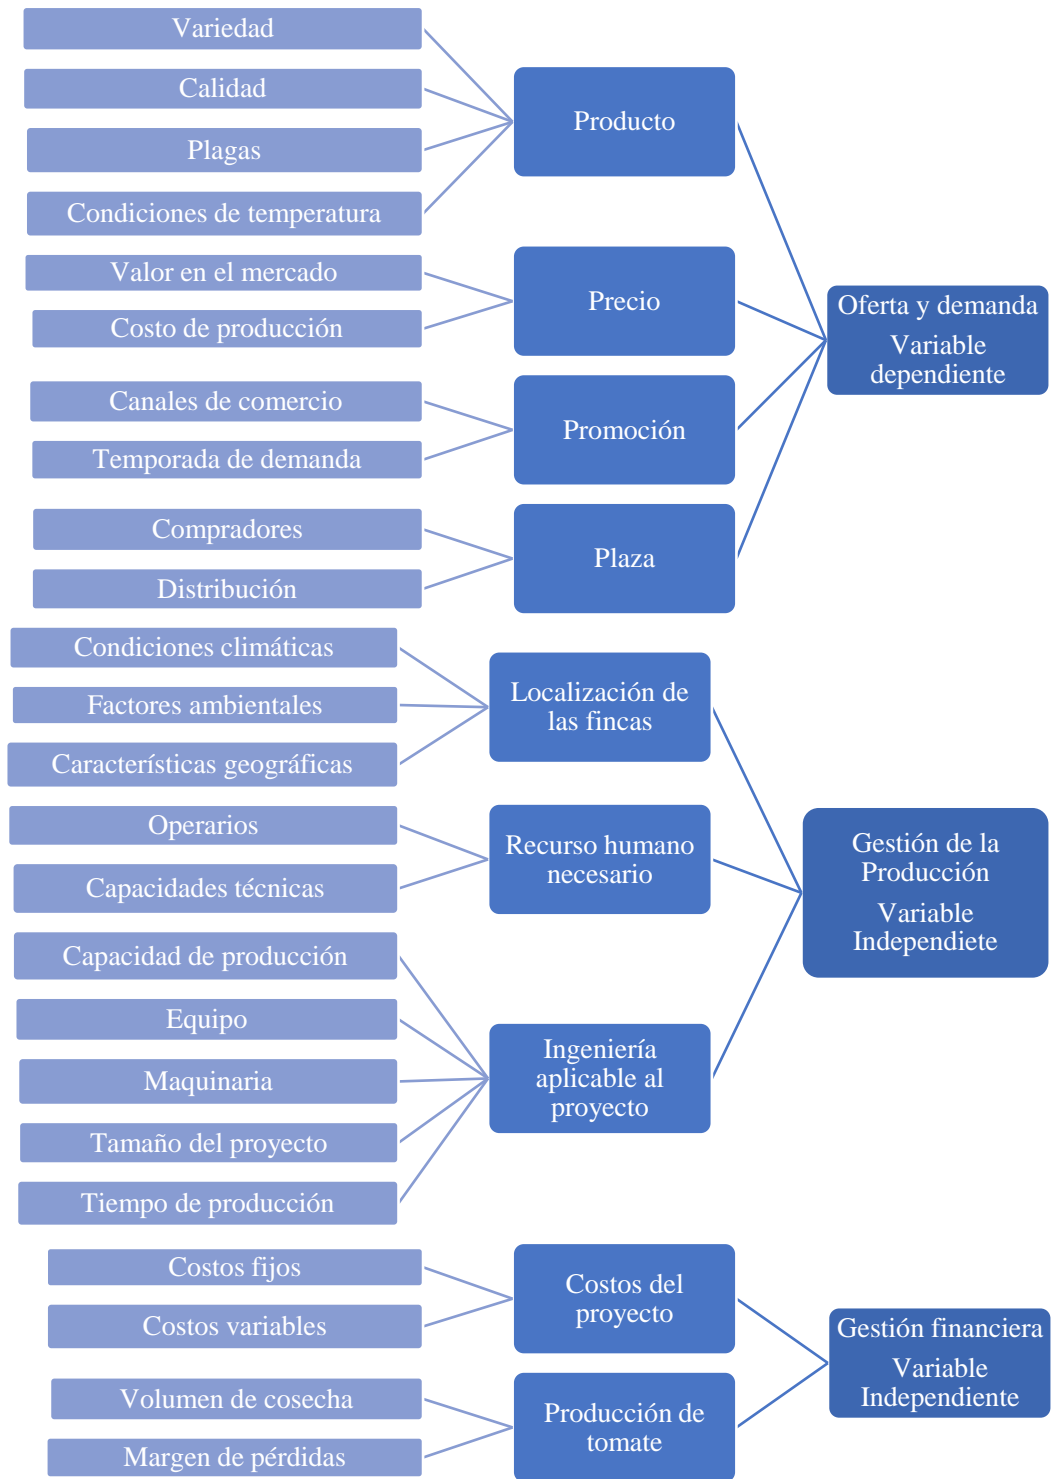 Variedad
Calidad
Plagas
Condiciones de temperatura
Producto
Valor en el mercado
Costo de producción
Precio
Canales de comercio
Temporada de demanda
Promoción
Compradores
Distribución
Plaza
Oferta y demanda
Variable
dependiente
Condiciones climáticas
Factores ambientales
Características geográficas
Localización de
las fincas
Operarios
Capacidades técnicas
Recurso humano
necesario
Capacidad de producción
Equipo
Maquinaria
Tamaño del proyecto
Tiempo de producción
Ingeniería
aplicable al
proyecto
Gestión de la
Producción
Variable
Independiete
Costos fijos
Costos variables
Costos del
proyecto
Volumen de cosecha
Margen de pérdidas
Producción de
tomate
Gestión financiera
Variable
Independiente